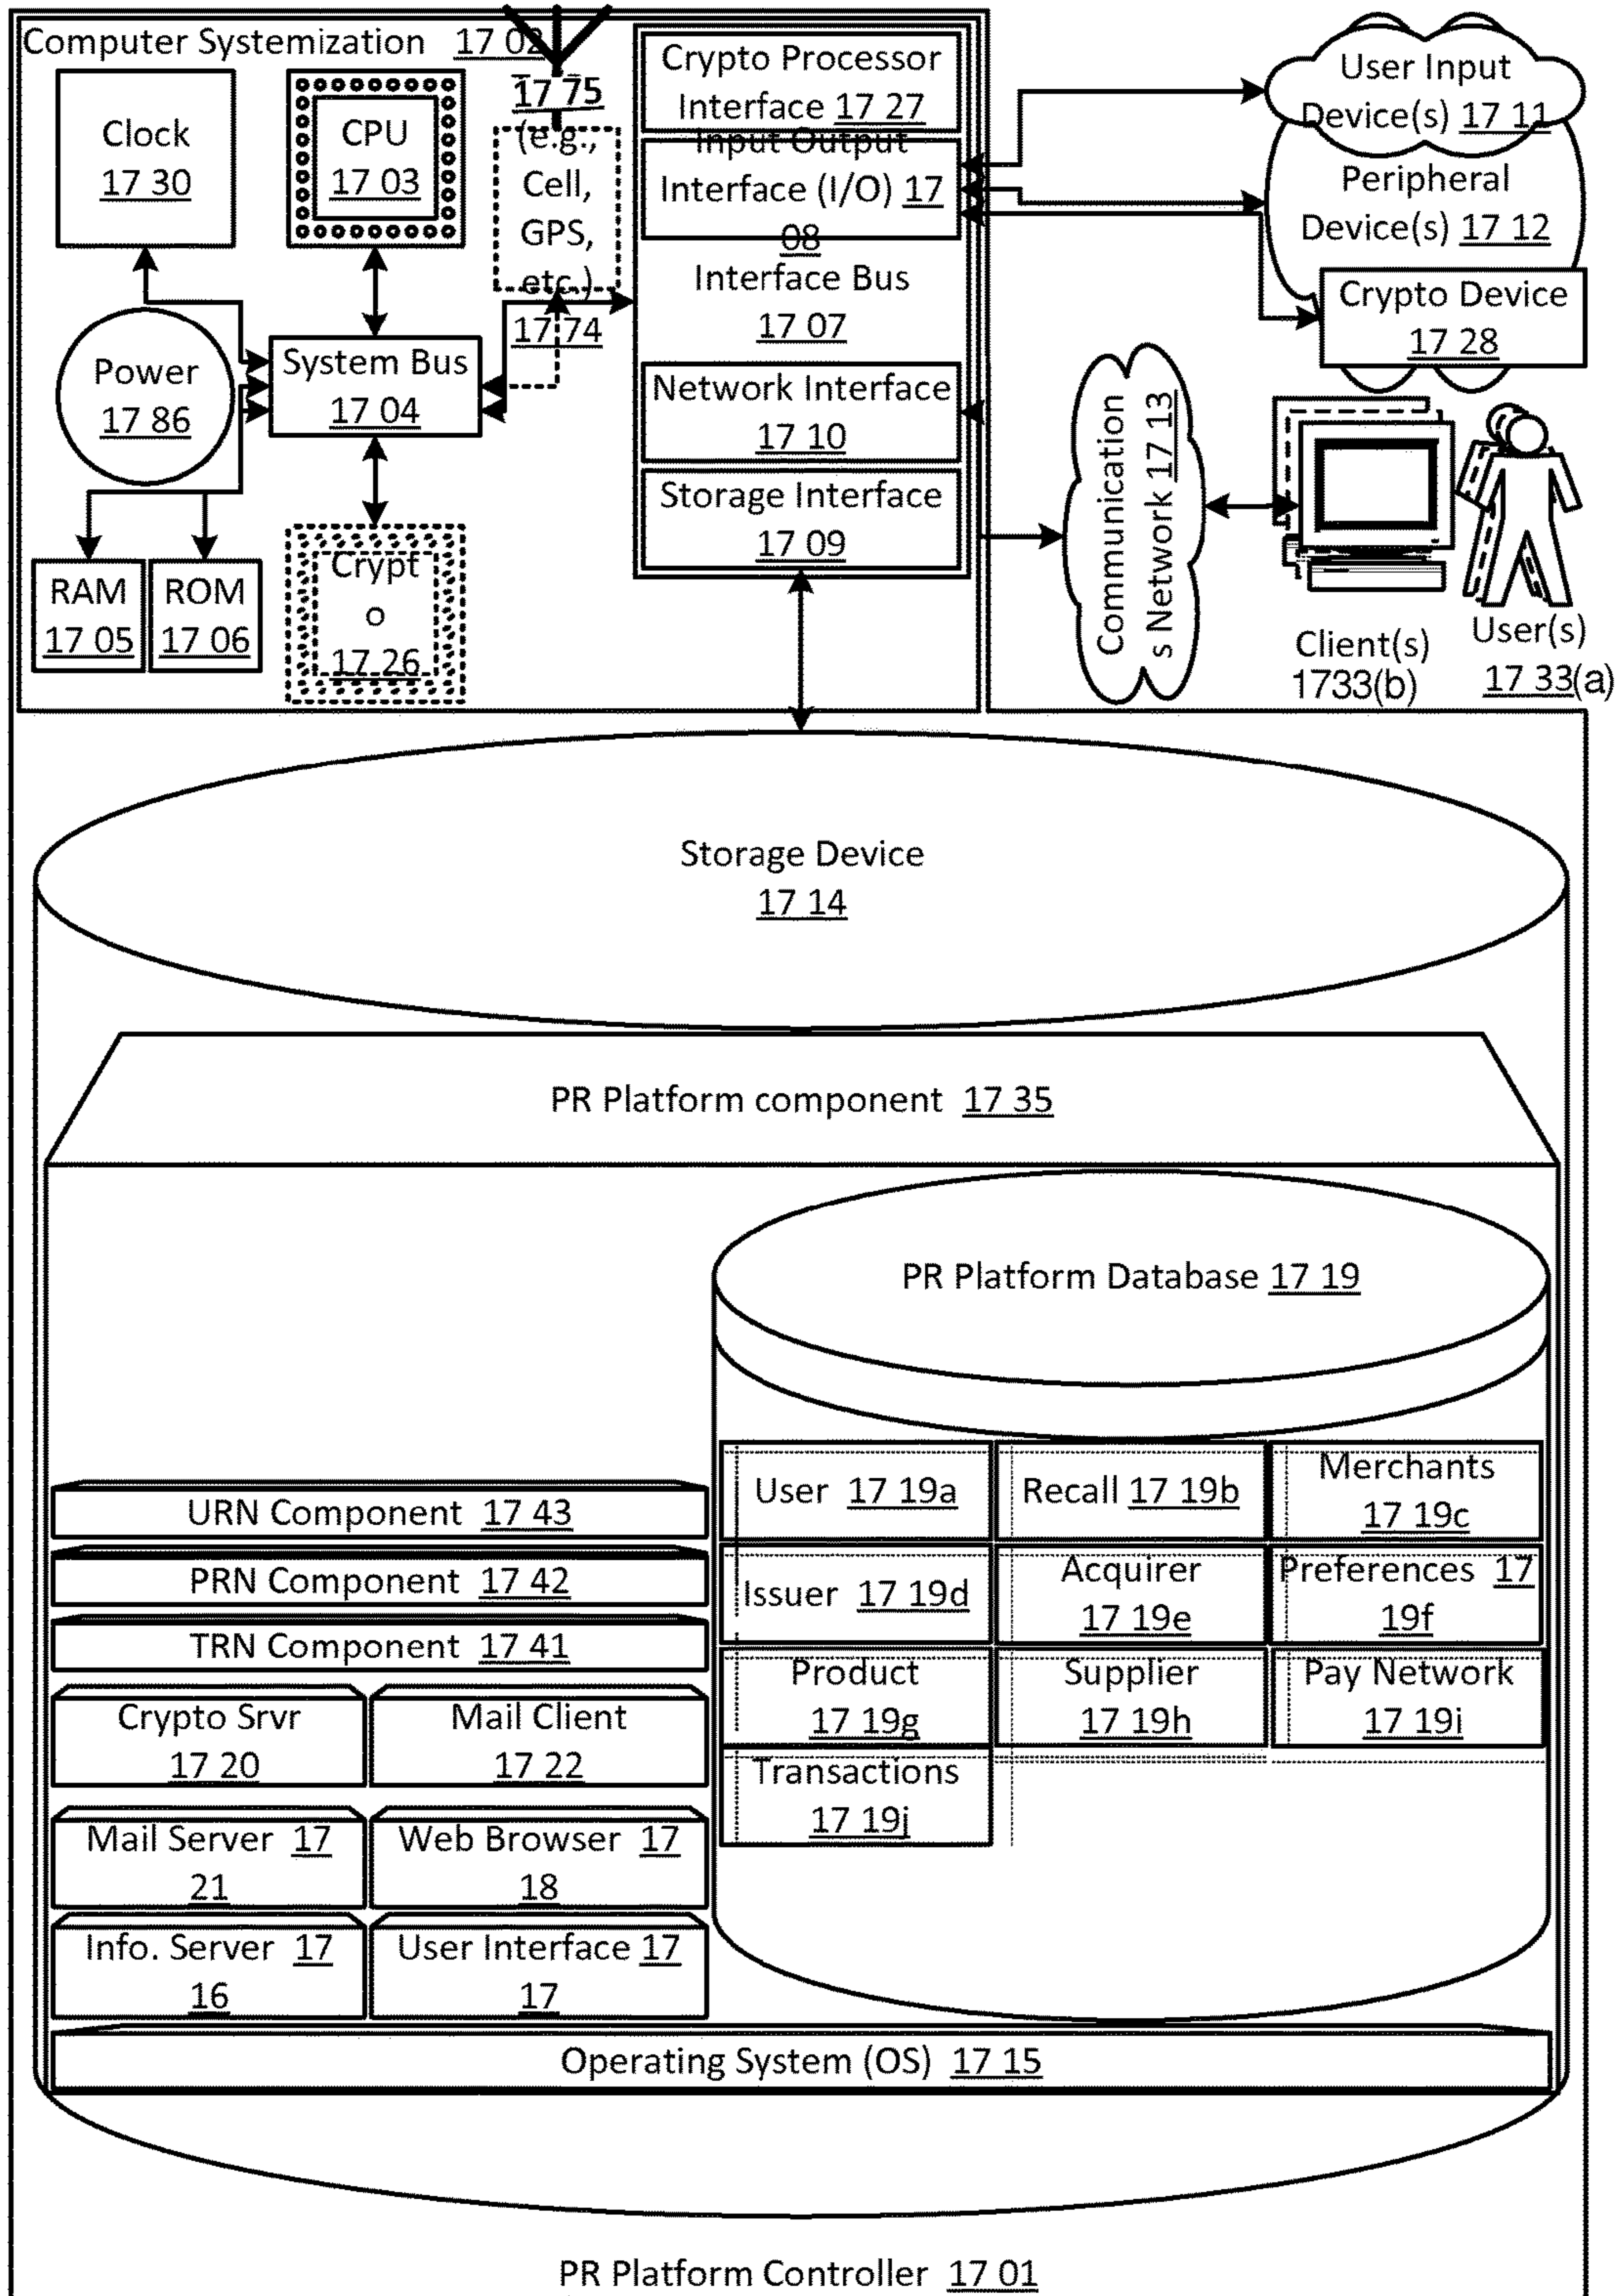 Computer Systemization 17 02
Clock
17 30
CPU
17 03
17 75
(e.g.,
Cell,
GPS,
etc.)
17 74
Crypto Processor
Interface 17 27
Input Output
Interface (I/O) 17
08
Interface Bus
17 07
Network Interface
17 10
Storage Interface
17 09
User Input
Device(s) 17 11
Peripheral
Device(s) 17 12
Crypto Device
17 28
Power
17 86
System Bus
17 04
RAM
17 05
ROM
17 06
Crypt
o
17 26
Communication
s Network 17 13
Client(s)
1733(b)
User(s)
17 33(a)
Storage Device
17 14
PR Platform component 17 35
PR Platform Database 17 19
User 17 19a
Recall 17 19b
Merchants
17 19c
Issuer 17 19d
Acquirer
17 19e
Preferences 17
19f
Product
17 19g
Supplier
17 19h
Pay Network
17 19i
Transactions
17 19j
URN Component 17 43
PRN Component 17 42
TRN Component 17 41
Crypto Srvr
17 20
Mail Client
17 22
Mail Server 17
21
Web Browser 17
18
Info. Server 17
16
User Interface 17
17
Operating System (OS) 17 15
PR Platform Controller 17 01